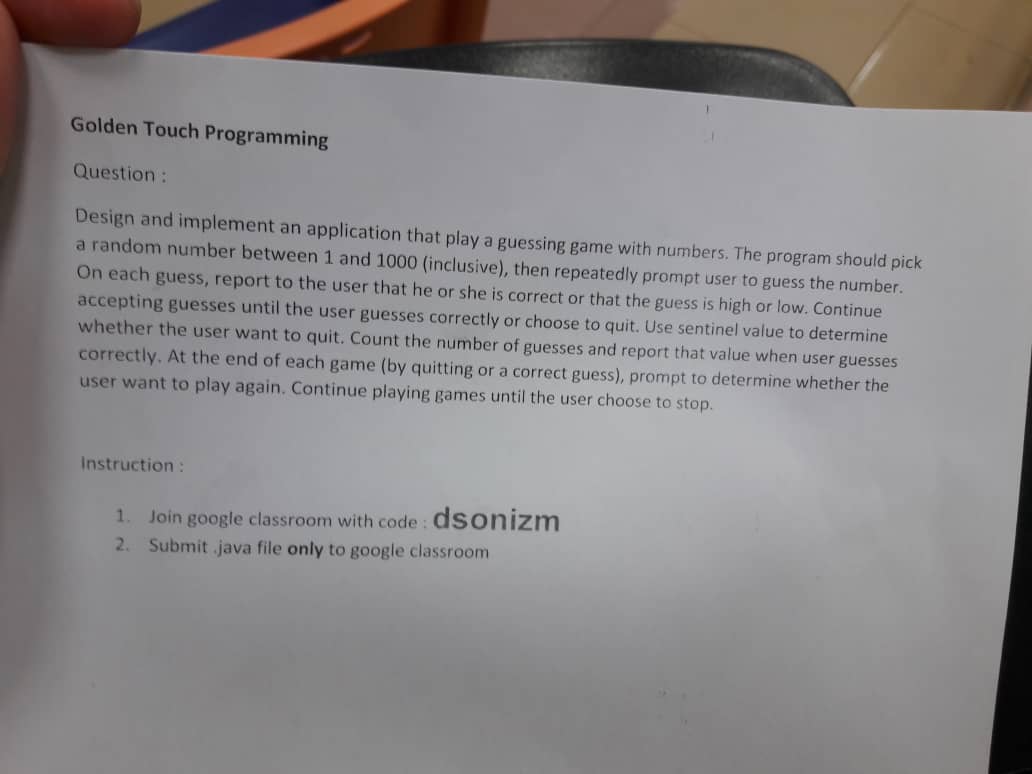 Golden Touch Programming
Question :
Design and implement an application that play a guessing game with numbers. The program should pick
a random number between 1 and 1000 (inclusive), then repeatedly prompt user to guess the number.
On each guess, report to the user that he or she is correct or that the guess is high or low. Continue
accepting guesses until the user guesses correctly or choose to quit. Use sentinel value to determine
whether the user want to quit. Count the number of guesses and report that value when user guesses
correctly. At the end of each game (by quitting or a correct guess), prompt to determine whether the
user want to play again. Continue playing games until the user choose to stop.
Instruction :
1. Join google classroom with code : dsonizm
2. Submit .java file only to google classroom